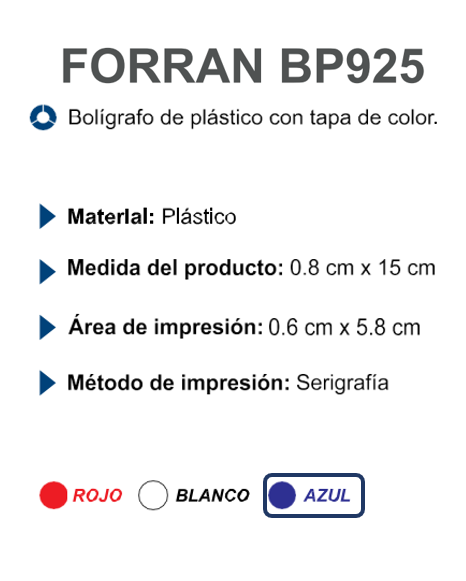 FORRAN BP925
Bolígrafo de plástico con tapa de color.
Materlal: Plástico
Medida del producto: 0.8 cm x 15 cm
Área de impresión: 0.6 cm x 5.8 cm
Método de impresión: Serigrafía
ROJO BLANCO AZUL